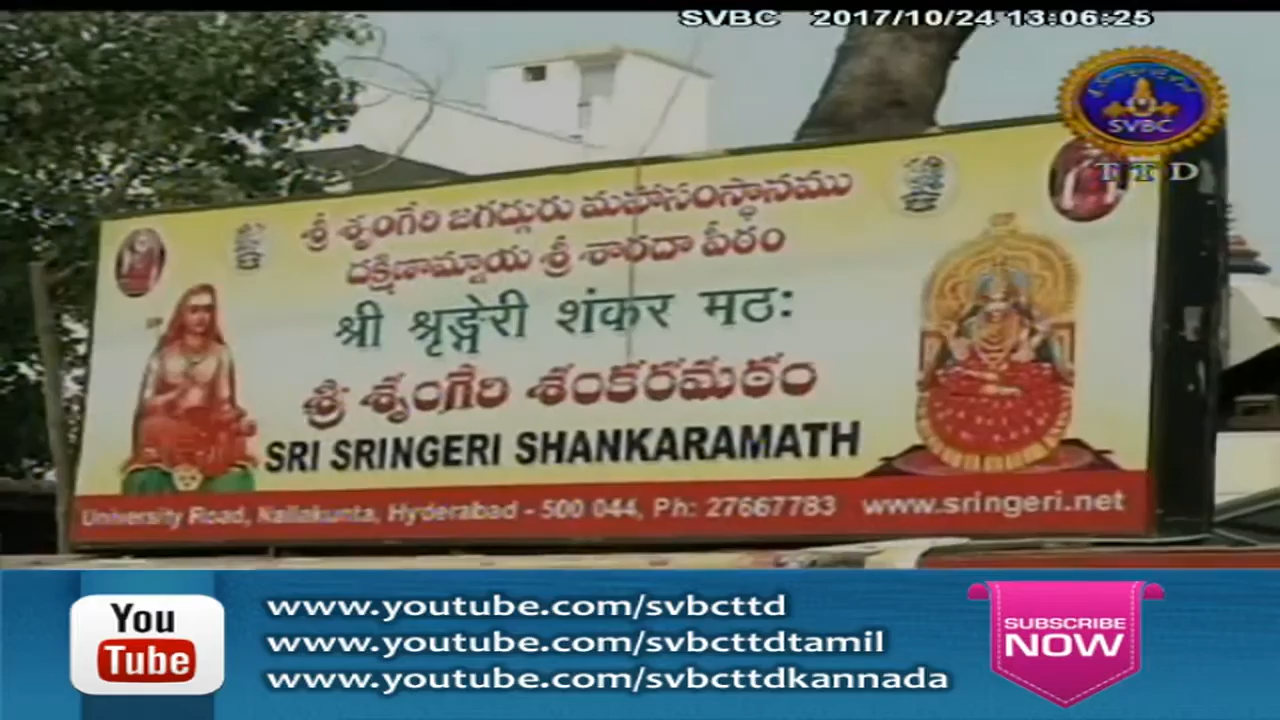 SVBC 2017/10/24 13:06:25
SVBC
TTD
శ్రీ శృంగేరి జగద్గురు మహాసంస్థానము
దక్షిణామ్నాయ శ్రీ శారదా పీఠం
श्री श्रृङ्गेरी शंकर मठः
శ్రీ శృంగేరి శంకరమఠం
SRI SRINGERI SHANKARAMATH
University Road, Nallakunta, Hyderabad - 500 044, Ph: 27667783 www.sringeri.net
You
Tube
www.youtube.com/svbcttd
www.youtube.com/svbcttdtamil
www.youtube.com/svbcttdkannada
SUBSCRIBE
NOW